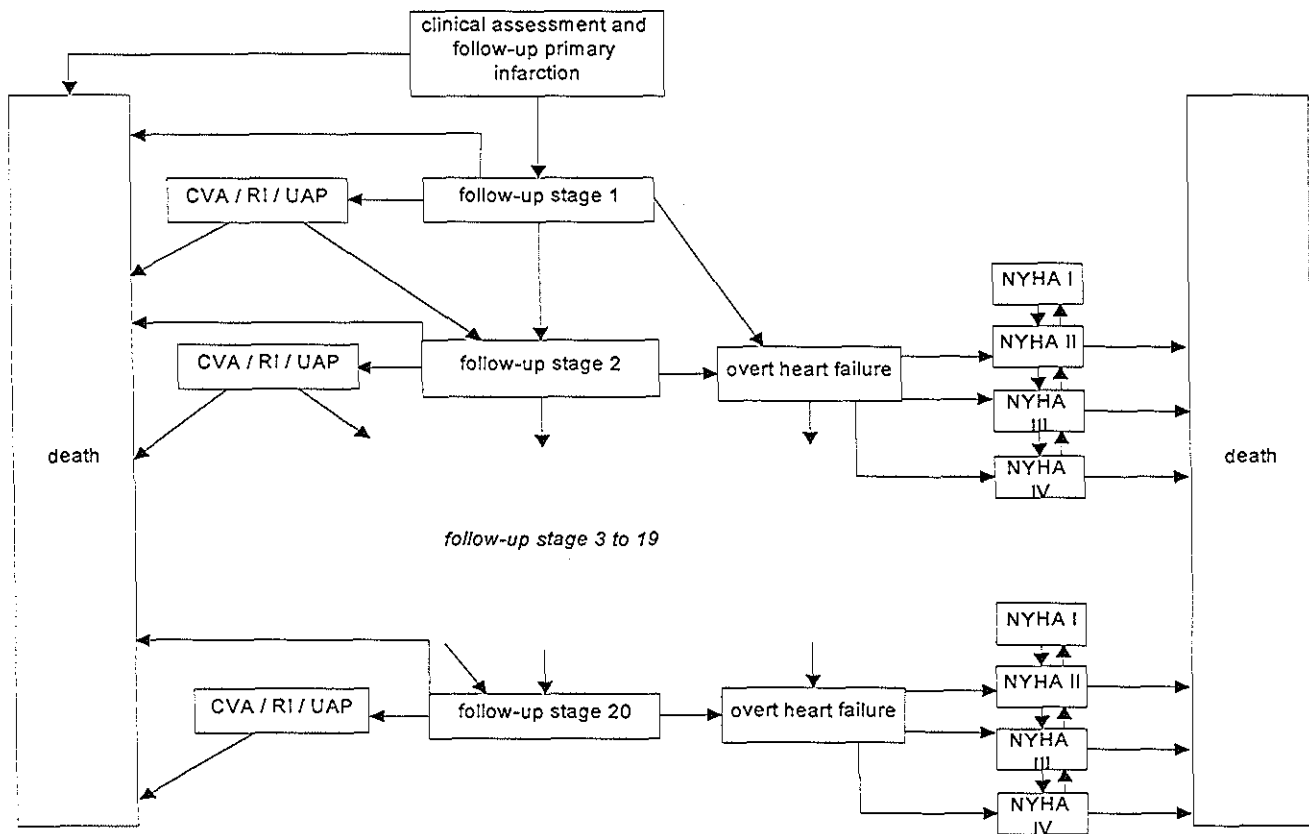 clinical assessment and
follow-up primary
infarction
CVA / RI / UAP
follow-up stage 1
NYHA I
NYHA II
CVA / RI / UAP
follow-up stage 2
overt heart failure
NYHA
III
death
death
NYHA
IV
follow-up stage 3 to 19
NYHA I
NYHA II
CVA / RI / UAP
follow-up stage 20
overt heart failure
NYHA
III
NYHA
IV